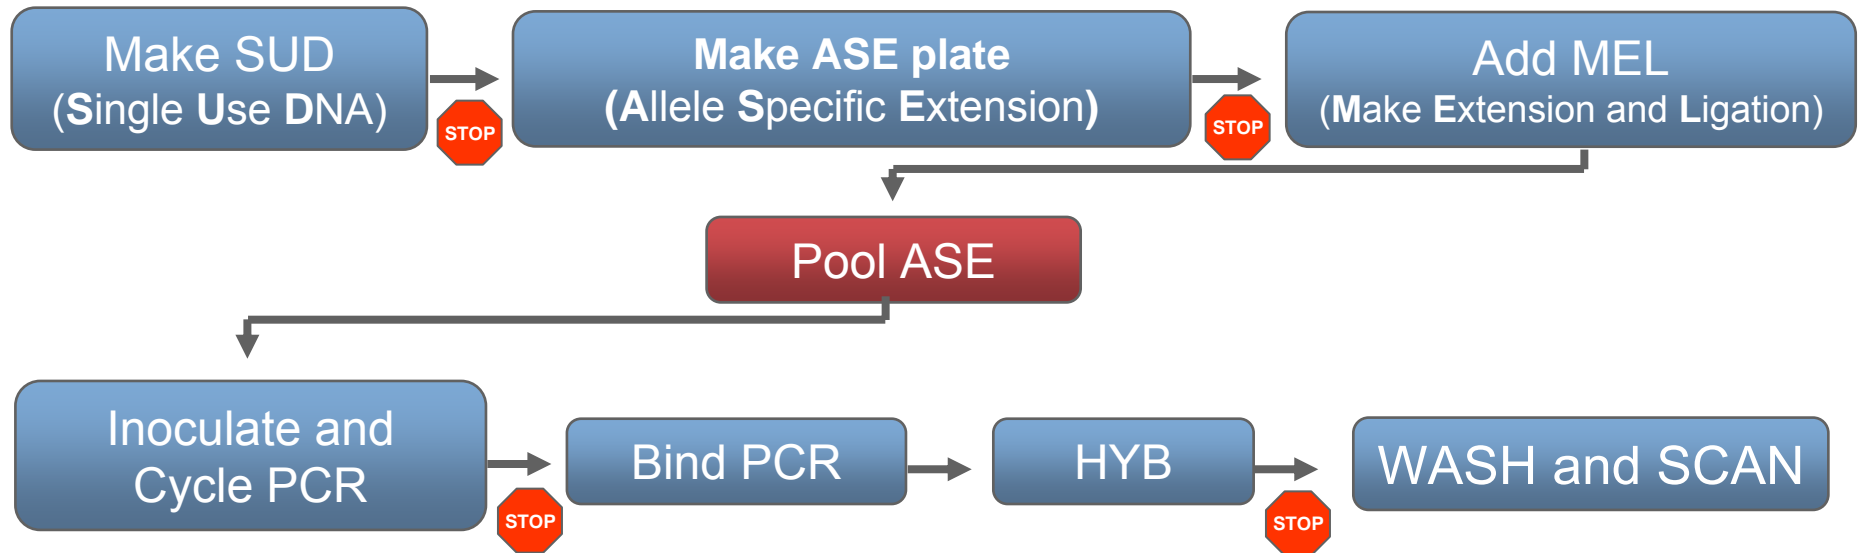 Make SUD
(Single Use DNA)
STOP
Make ASE plate
(Allele Specific Extension)
STOP
Add MEL
(Make Extension and Ligation)
Pool ASE
Inoculate and
Cycle PCR
STOP
Bind PCR
HYB
STOP
WASH and SCAN